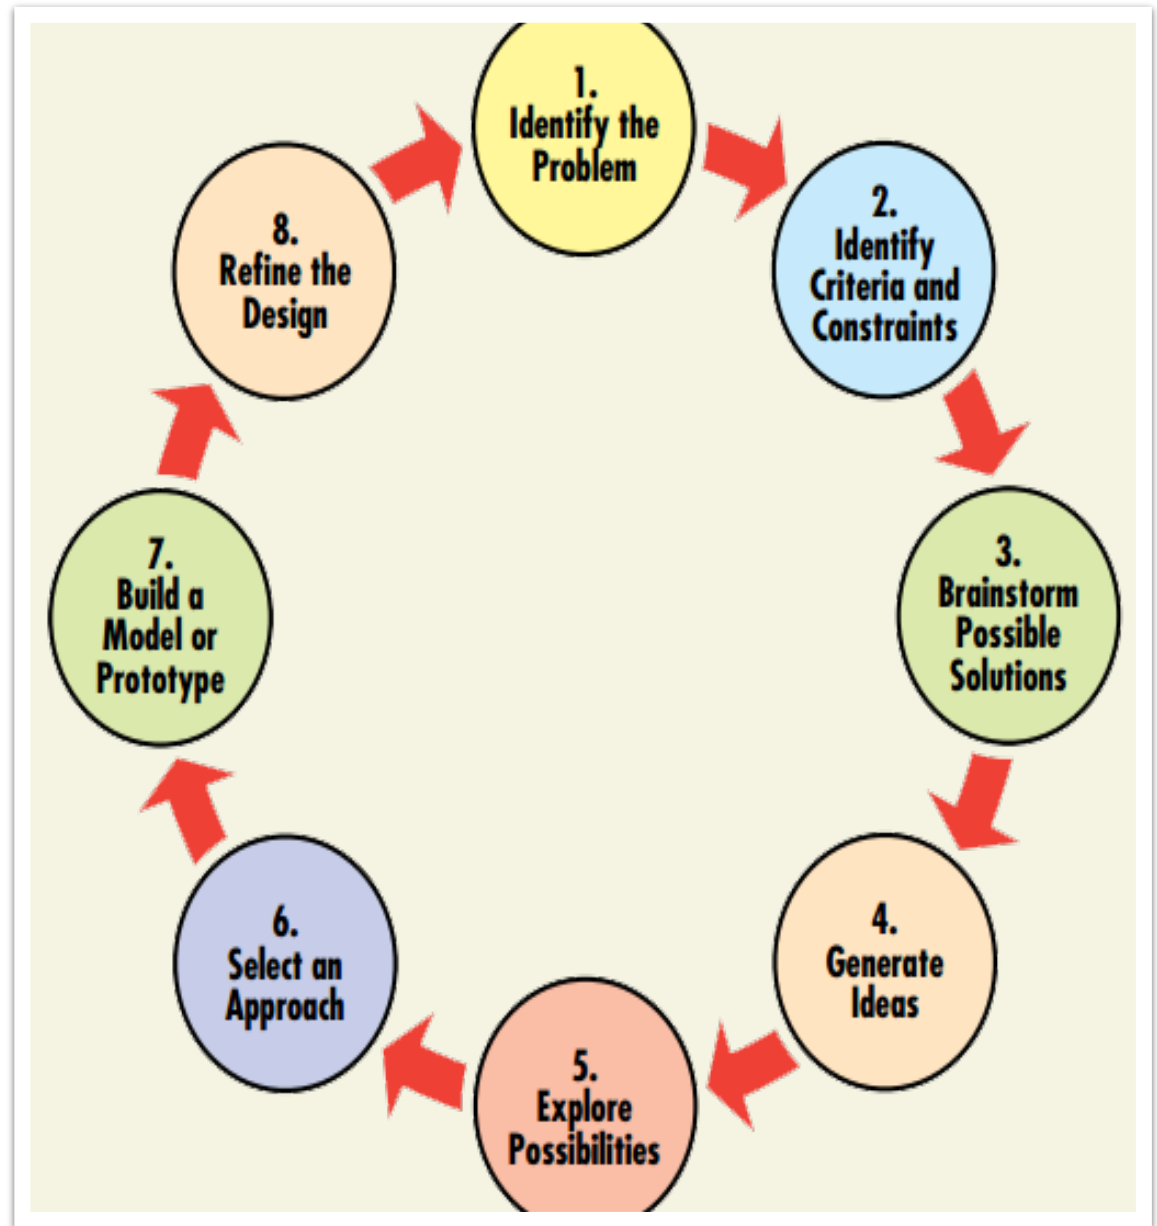 1.
Identify the
Problem
2.
Identify
Criteria and
Constraints
3.
Brainstorm
Possible
Solutions
4.
Generate
Ideas
5.
Explore
Possibilities
6.
Select an
Approach
7.
Build a
Model or
Prototype
8.
Refine the
Design